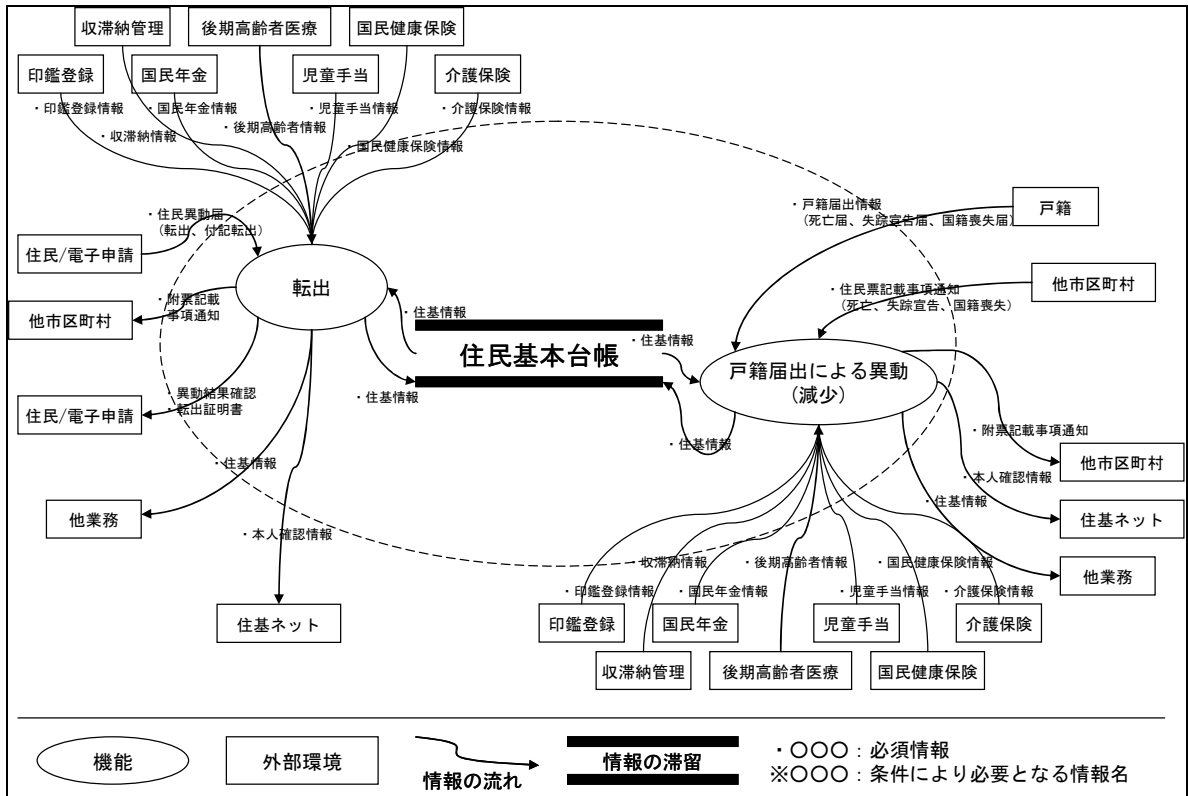 収滞納管理
後期高齢者医療
国民健康保険
印鑑登録
国民年金
児童手当
介護保険
・印鑑登録情報
・国民年金情報
・児童手当情報
・介護保険情報
・後期高齢者情報
・収滞納情報
・国民健康保険情報
・住民異動届
（転出、付記転出）
住民/電子申請
転出
・附票記載
事項通知
他市区町村
・異動結果確認
・転出証明書
住民/電子申請
・住基情報
他業務
・本人確認情報
住基ネット
・住基情報
住民基本台帳
・住基情報
・住基情報
・住基情報
・戸籍届出情報
（死亡届、失踪宣告届、国籍喪失届）
戸籍
・住民票記載事項通知
（死亡、失踪宣告、国籍喪失）
他市区町村
戸籍届出による異動
(減少)
・附票記載事項通知
他市区町村
・本人確認情報
住基ネット
・住基情報
他業務
・収滞納情報
・後期高齢者情報
・国民健康保険情報
・印鑑登録情報
・国民年金情報
・児童手当情報
・介護保険情報
印鑑登録
国民年金
児童手当
介護保険
収滞納管理
後期高齢者医療
国民健康保険
機能
外部環境
情報の流れ
情報の滞留
・〇〇〇：必須情報
※〇〇〇：条件により必要となる情報名